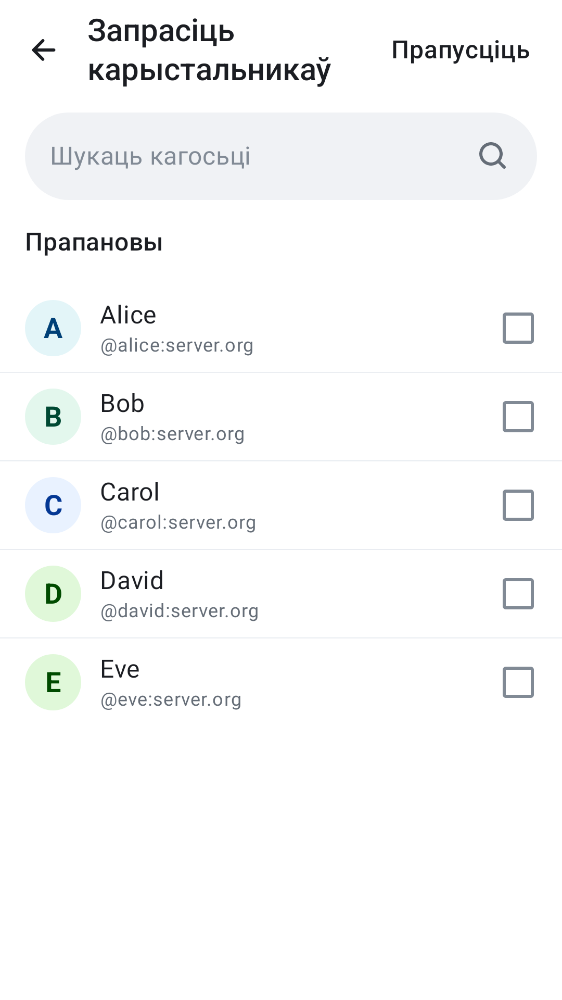 Запрасіць
карыстальникаў
Прапусціць
Шукаць кагосьці
Прапановы
A
Alice
@alice:server.org
B
Bob
@bob:server.org
C
Carol
@carol:server.org
D
David
@david:server.org
E
Eve
@eve:server.org